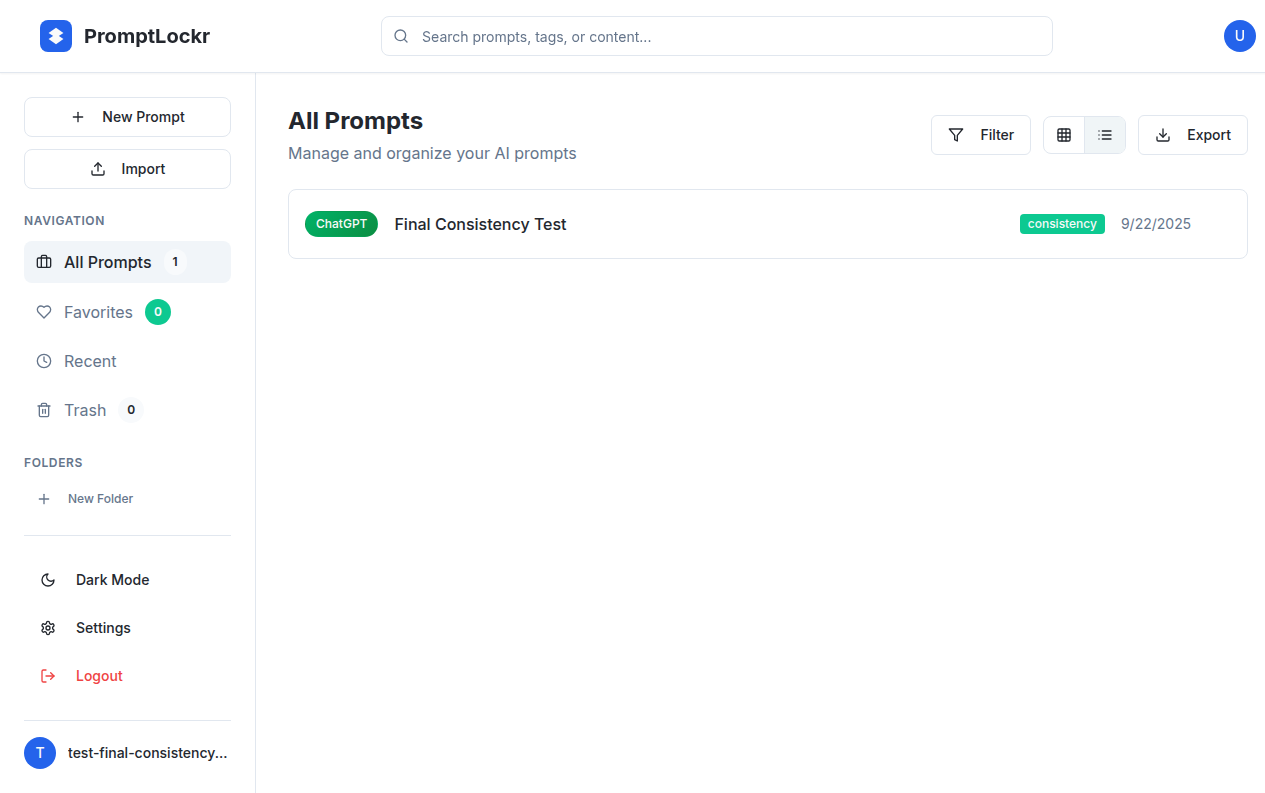 PromptLockr
Search prompts, tags, or content...
U
New Prompt
Import
NAVIGATION
All Prompts 1
Favorites 0
Recent
Trash 0
FOLDERS
New Folder
Dark Mode
Settings
Logout
T test-final-consistency...
All Prompts
Manage and organize your AI prompts
Filter
Export
ChatGPT Final Consistency Test consistency 9/22/2025